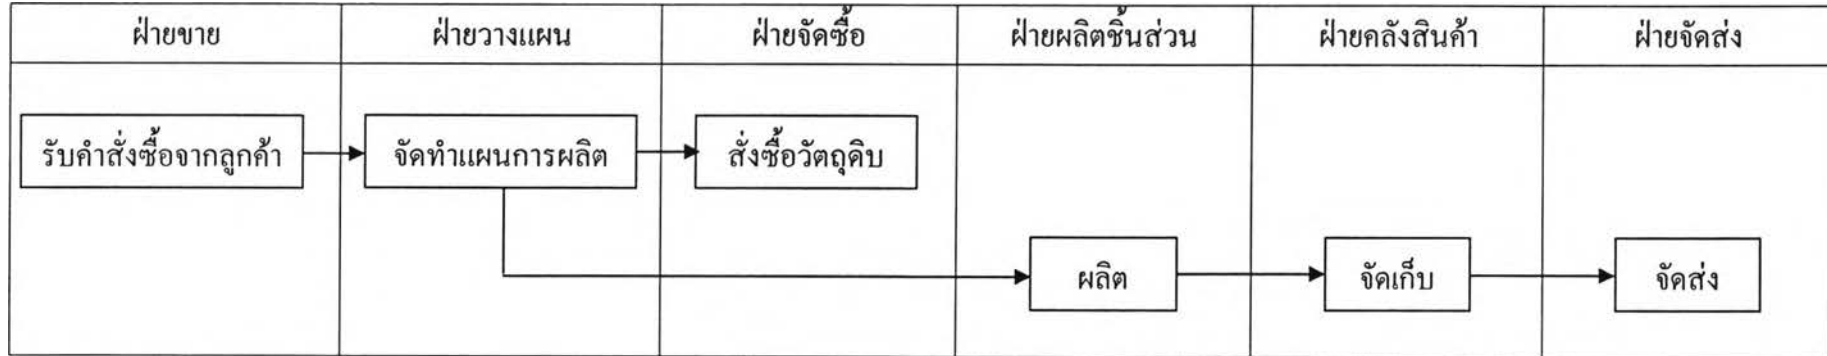 ฝ่ายขาย ฝ่ายวางแผน ฝ่ายจัดซื้อ ฝ่ายผลิตชิ้นส่วน ฝ่ายคลังสินค้า ฝ่ายจัดส่ง
รับคำสั่งซื้อจากลูกค้า จัดทำแผนการผลิต สั่งซื้อวัตถุดิบ
ผลิต จัดเก็บ จัดส่ง